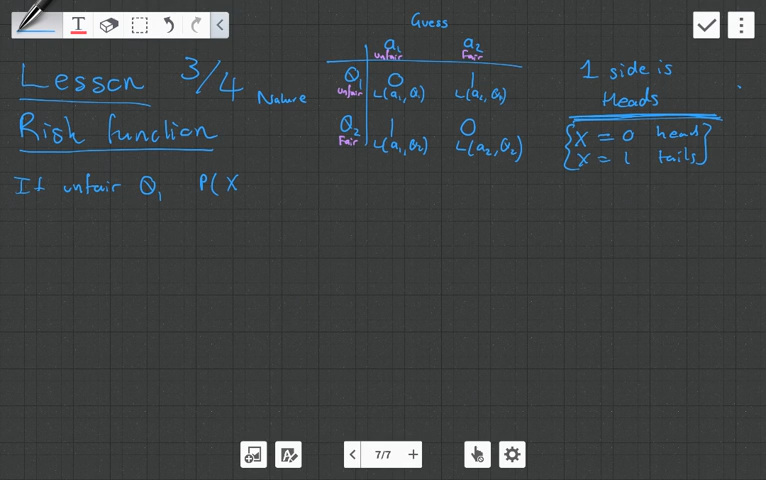 Guess
a1 a2
unfair Fair
Lesson 3/4
Nature
θ1 0 1
unfair L(a1, θ1)
Risk function
θ2 1 0
Fair L(a1, θ2) L(a2, θ2)
1 side is
Heads
X = 0 heads
X = 1 tails
If unfair θ1 P(X
T
7/7